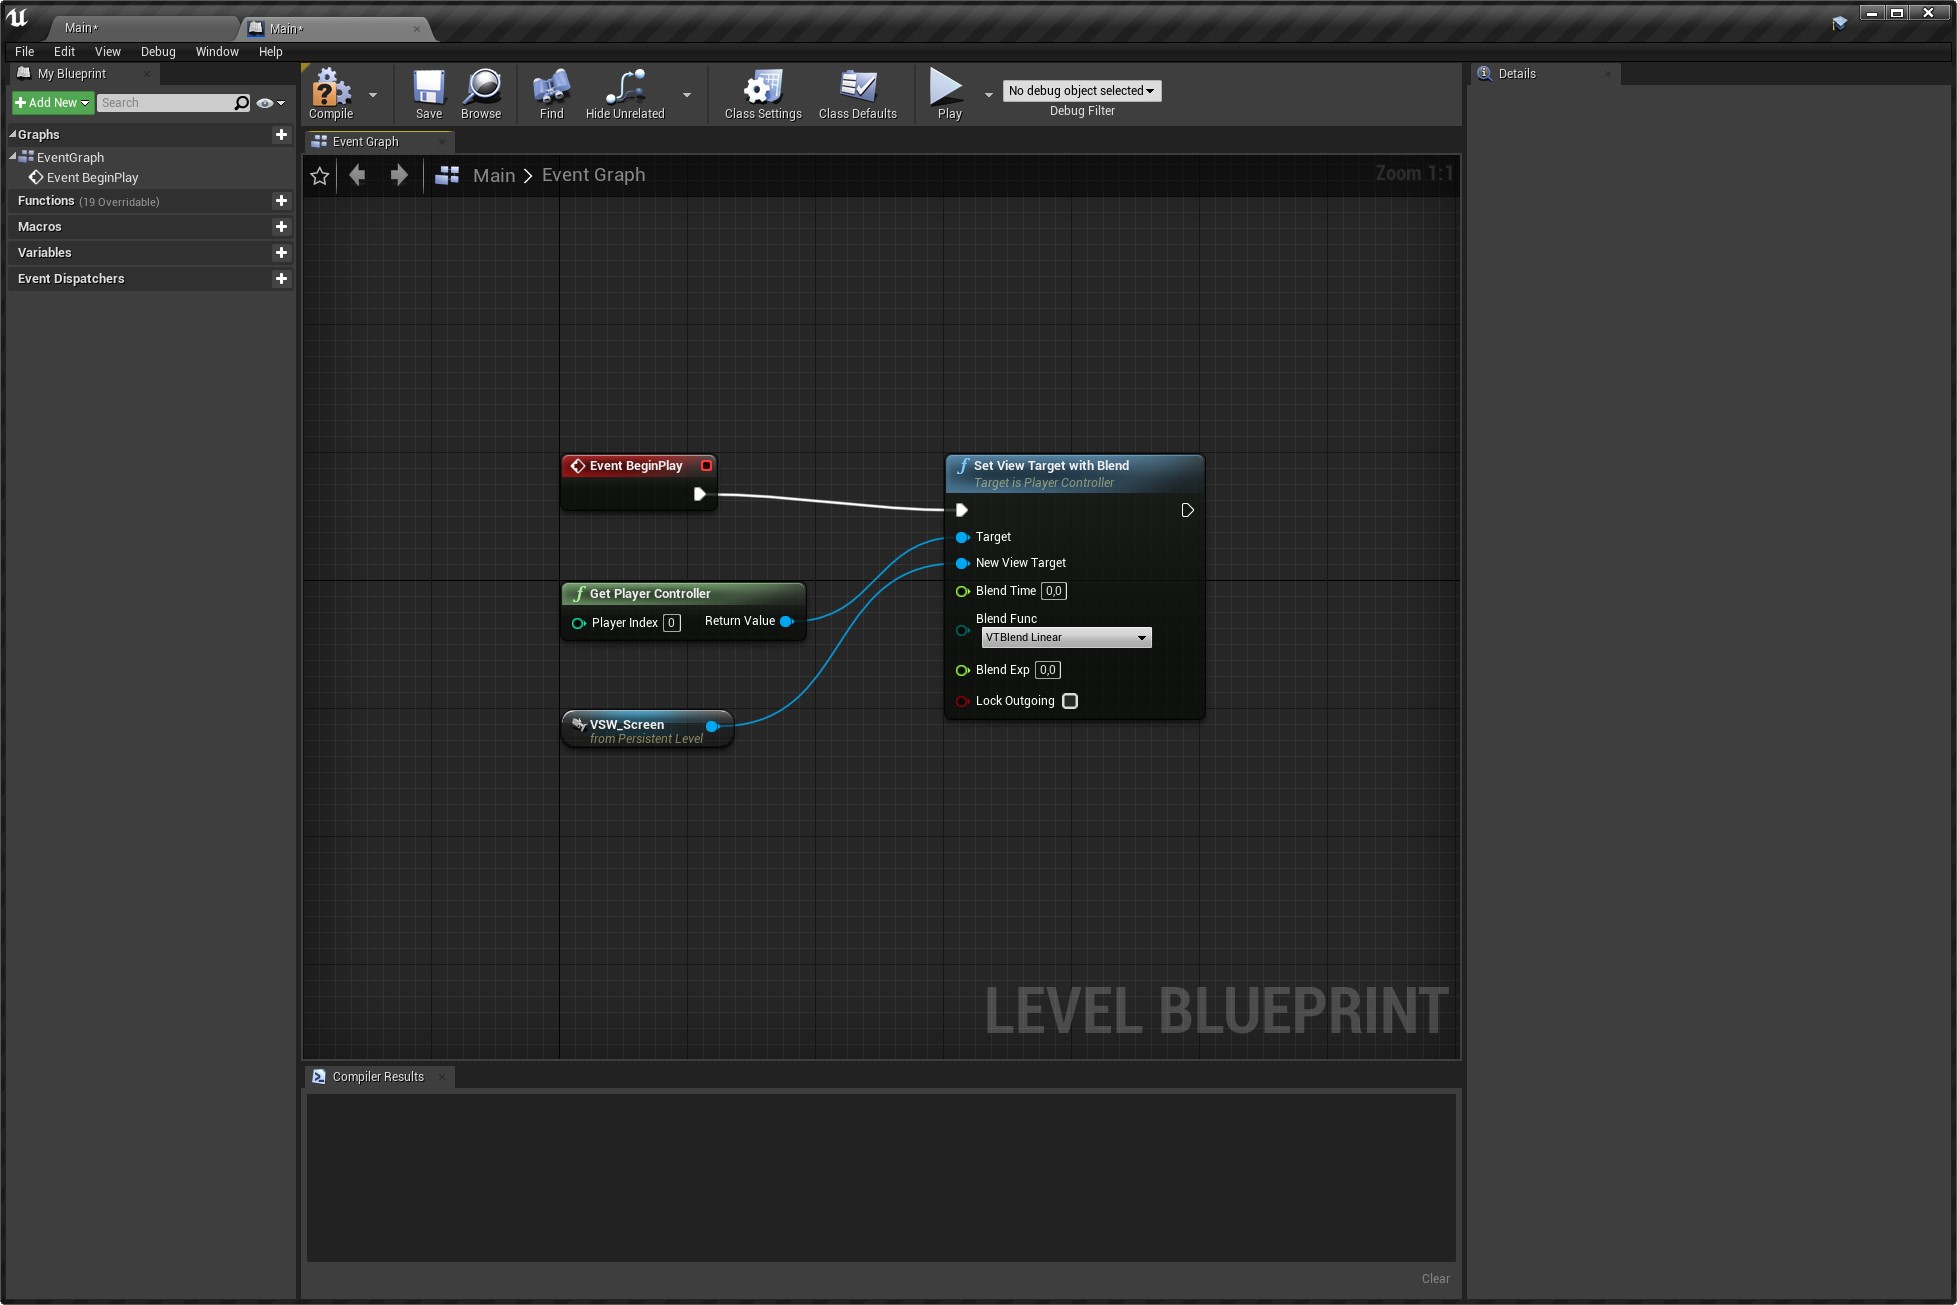 Main*
Main*
File Edit View Debug Window Help
My Blueprint
Add New
Search
Graphs
EventGraph
Event BeginPlay
Functions (19 Overridable)
Macros
Variables
Event Dispatchers
Compile
Save
Browse
Find
Hide Unrelated
Class Settings
Class Defaults
Play
No debug object selected
Debug Filter
Event Graph
Main > Event Graph
Zoom 1:1
Event BeginPlay
Set View Target with Blend
Target is Player Controller
Target
New View Target
Blend Time 0,0
Blend Func
VTBlend Linear
Blend Exp 0,0
Lock Outgoing
Get Player Controller
Player Index 0
Return Value
VSW_Screen
from Persistent Level
LEVEL BLUEPRINT
Compiler Results
Clear
Details